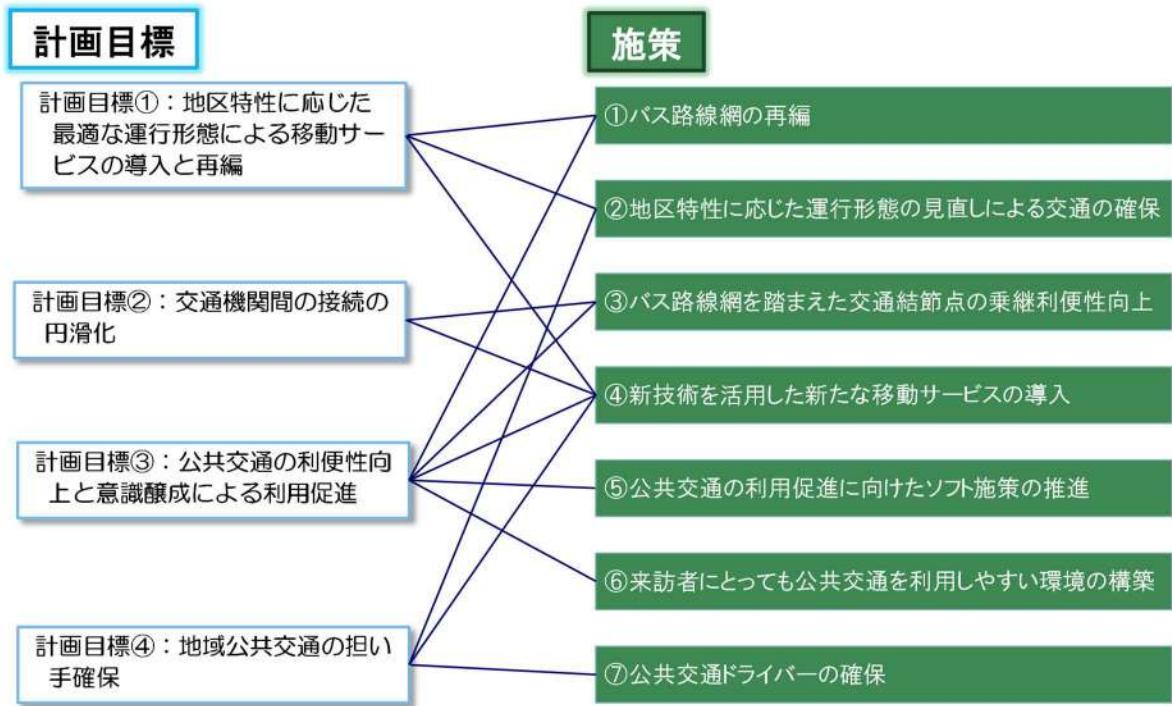 計画目標
計画目標①：地区特性に応じた
最適な運行形態による移動サー
ビスの導入と再編
計画目標②：交通機関間の接続の
円滑化
計画目標③：公共交通の利便性向
上と意識醸成による利用促進
計画目標④：地域公共交通の担い
手確保
施策
①バス路線網の再編
②地区特性に応じた運行形態の見直しによる交通の確保
③バス路線網を踏まえた交通結節点の乗継利便性向上
④新技術を活用した新たな移動サービスの導入
⑤公共交通の利用促進に向けたソフト施策の推進
⑥来訪者にとっても公共交通を利用しやすい環境の構築
⑦公共交通ドライバーの確保